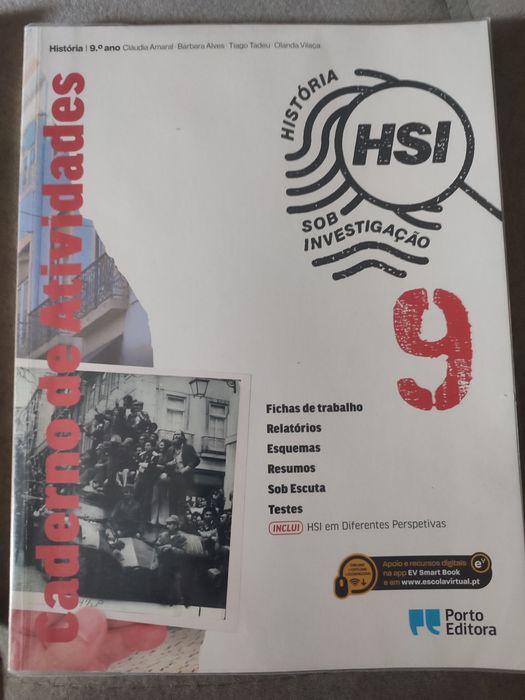 História | 9.º ano Cláudia Amaral · Bárbara Alves · Tiago Tadeu · Olanda Vilaça
Caderno de Atividades
HISTÓRIA
HSI
SOB
INVESTIGAÇÃO
9
Fichas de trabalho
Relatórios
Esquemas
Resumos
Sob Escuta
Testes
INCLUI HSI em Diferentes Perspetivas
Apoio e recursos digitais
na app EV Smart Book
e em www.escolavirtual.pt
eV
Porto
Editora